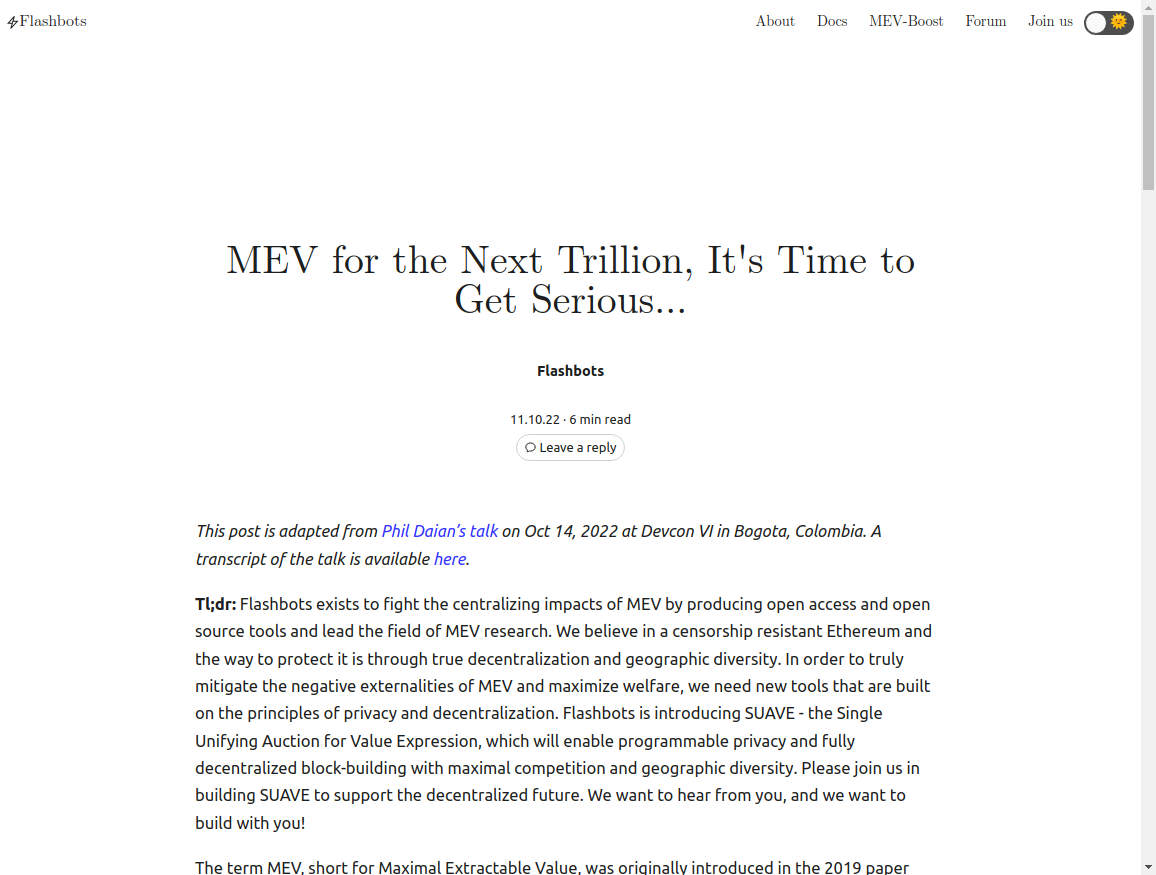 Flashbots
About Docs MEV-Boost Forum Join us
MEV for the Next Trillion, It's Time to
Get Serious...
Flashbots
11.10.22 · 6 min read
Leave a reply
This post is adapted from Phil Daian's talk on Oct 14, 2022 at Devcon VI in Bogota, Colombia. A
transcript of the talk is available here.
Tl;dr: Flashbots exists to fight the centralizing impacts of MEV by producing open access and open
source tools and lead the field of MEV research. We believe in a censorship resistant Ethereum and
the way to protect it is through true decentralization and geographic diversity. In order to truly
mitigate the negative externalities of MEV and maximize welfare, we need new tools that are built
on the principles of privacy and decentralization. Flashbots is introducing SUAVE - the Single
Unifying Auction for Value Expression, which will enable programmable privacy and fully
decentralized block-building with maximal competition and geographic diversity. Please join us in
building SUAVE to support the decentralized future. We want to hear from you, and we want to
build with you!
The term MEV, short for Maximal Extractable Value, was originally introduced in the 2019 paper